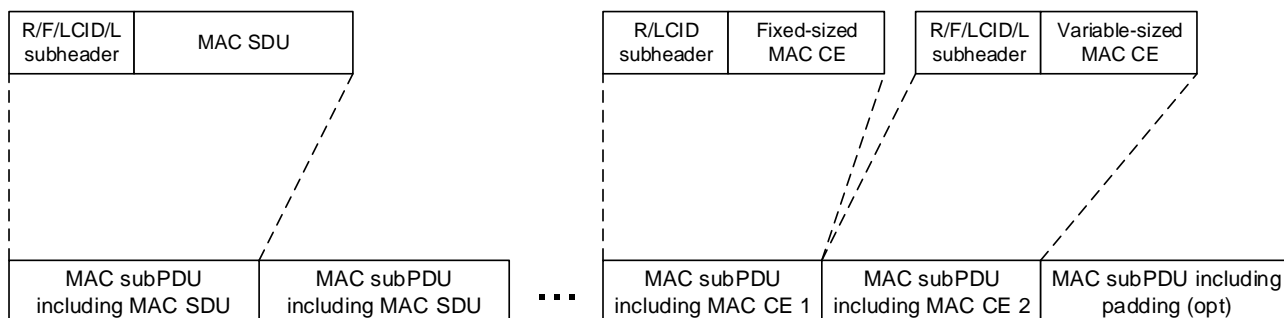 R/F/LCID/L
subheader
MAC SDU
R/LCID
subheader
Fixed-sized
MAC CE
R/F/LCID/L
subheader
Variable-sized
MAC CE
MAC subPDU
including MAC SDU
MAC subPDU
including MAC SDU
...
MAC subPDU
including MAC CE 1
MAC subPDU
including MAC CE 2
MAC subPDU including
padding (opt)